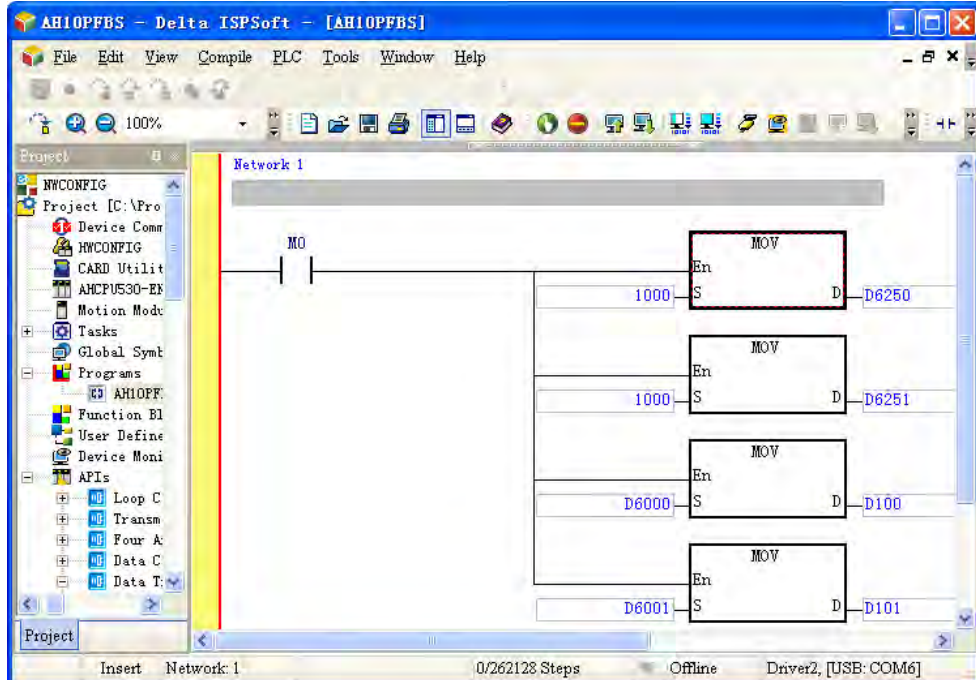 AH10PFBS - Delta ISPSoft - [AH10PFBS]
File Edit View Compile PLC Tools Window Help
100%
Project
NWCONFIG
Project [C:\Pro
Device Comm
HWCONFIG
CARD Utilit
AHCPU530-EN
Motion Modu
Tasks
Global Symb
Programs
AH10PF
Function Bl
User Define
Device Moni
APIs
Loop C
Transm
Four A
Data C
Data T
Project
Network 1
M0
MOV
En
1000 S D D6250
MOV
En
1000 S D D6251
MOV
En
D6000 S D D100
MOV
En
D6001 S D D101
Insert Network: 1 0/262128 Steps Offline Driver2, [USB: COM6]